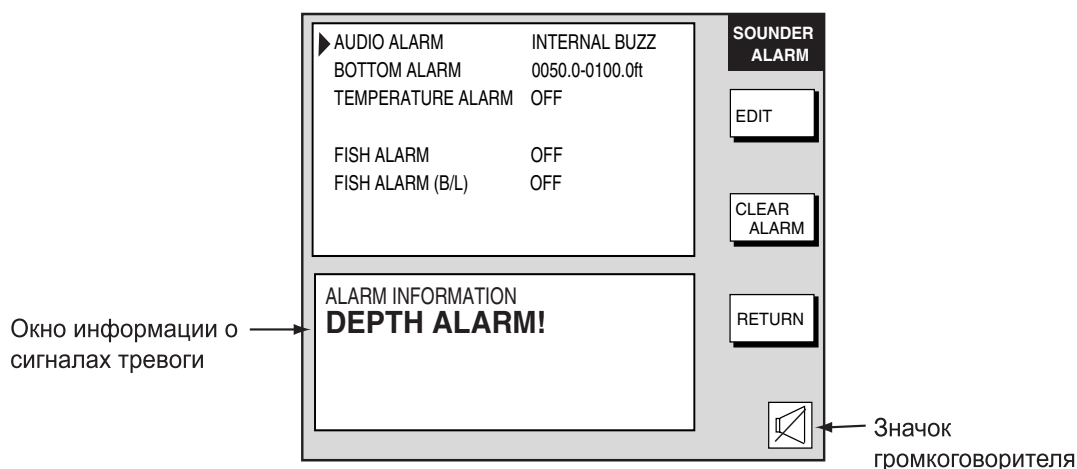 AUDIO ALARM INTERNAL BUZZ
BOTTOM ALARM 0050.0-0100.0ft
TEMPERATURE ALARM OFF
FISH ALARM OFF
FISH ALARM (B/L) OFF
SOUNDER
ALARM
EDIT
CLEAR
ALARM
RETURN
ALARM INFORMATION
DEPTH ALARM!
Окно информации о
сигналах тревоги
Значок
громкоговорителя